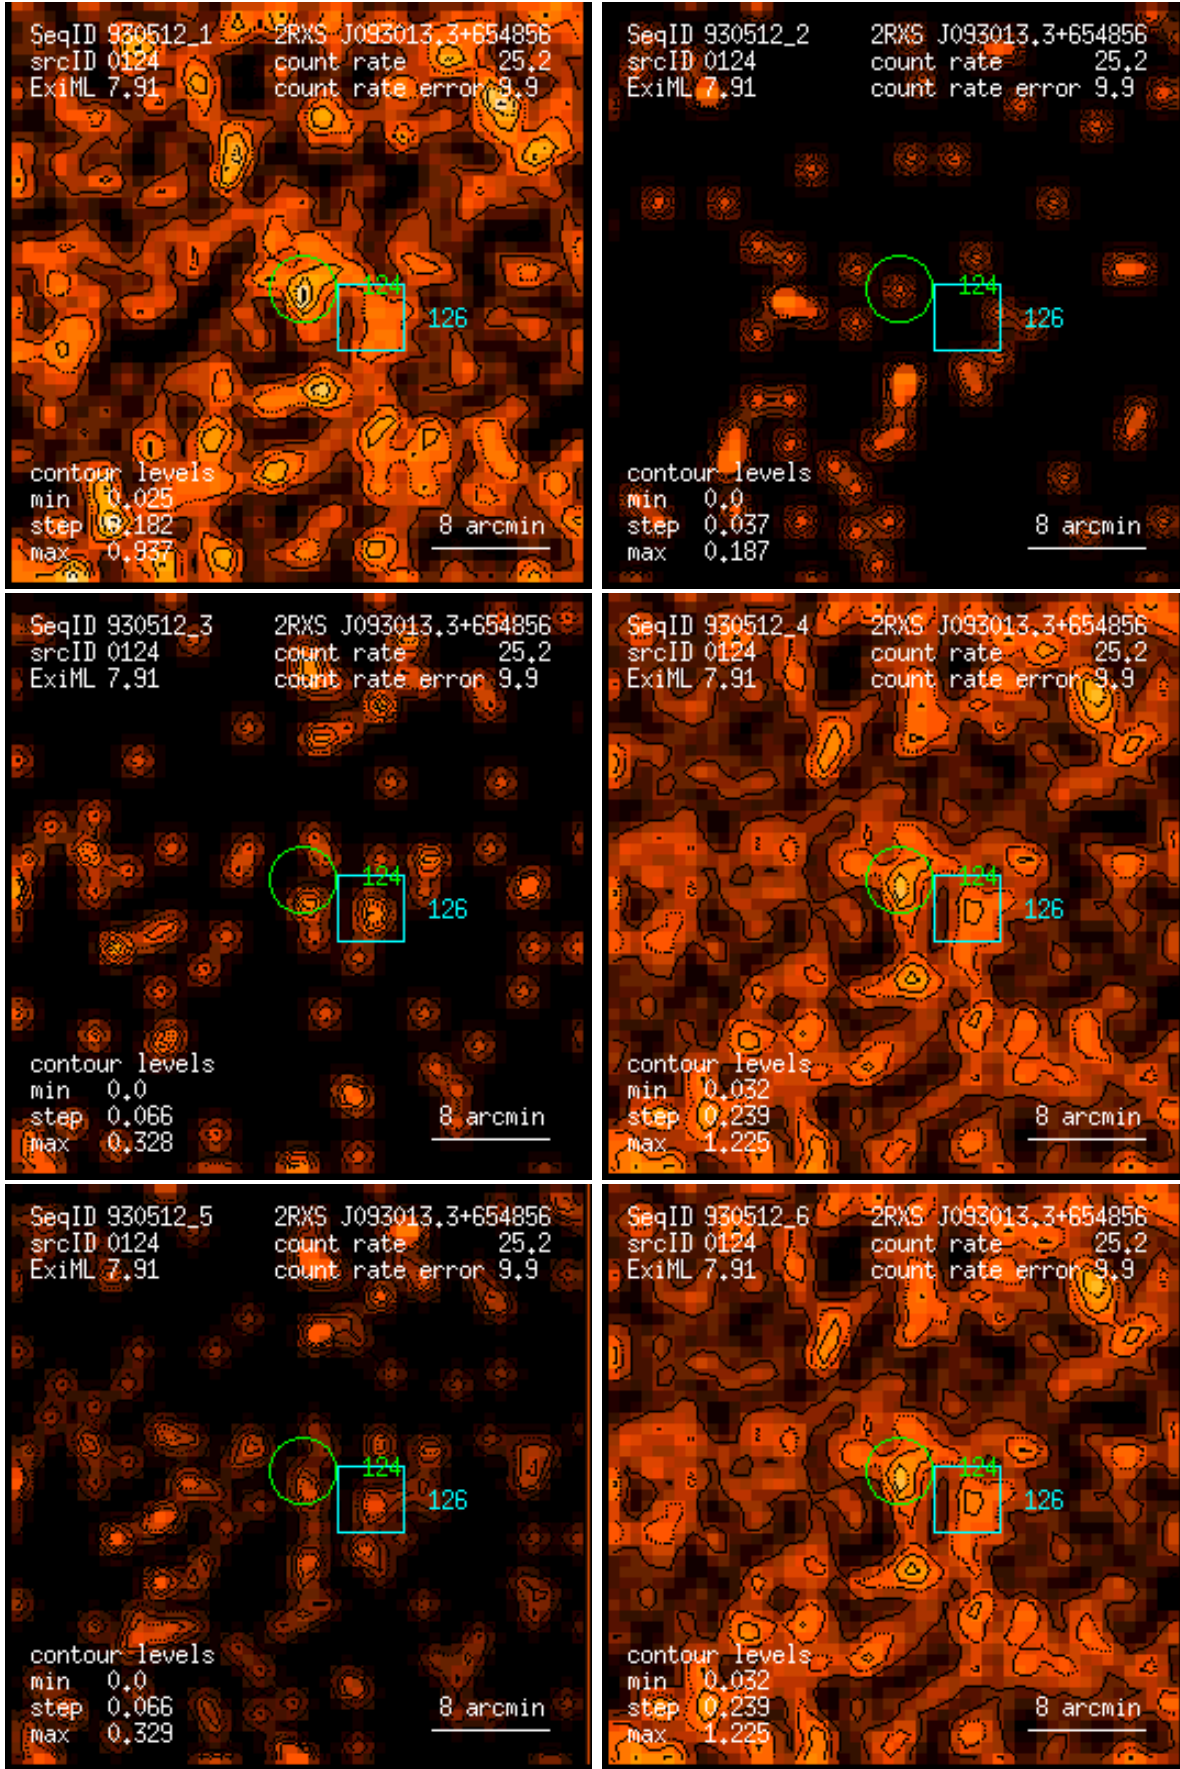 SeqID 930512_1 2RXS J093013.3+654856
srcID 0124 count rate 25.2
ExiML 7.91 count rate error 9.9
124
126
contour levels
min 0.025
step 0.182
max 0.937
8 arcmin
SeqID 930512_2 2RXS J093013.3+654856
srcID 0124 count rate 25.2
ExiML 7.91 count rate error 9.9
124
126
contour levels
min 0.0
step 0.037
max 0.187
8 arcmin
SeqID 930512_3 2RXS J093013.3+654856
srcID 0124 count rate 25.2
ExiML 7.91 count rate error 9.9
124
126
contour levels
min 0.0
step 0.066
max 0.328
8 arcmin
SeqID 930512_4 2RXS J093013.3+654856
srcID 0124 count rate 25.2
ExiML 7.91 count rate error 9.9
124
126
contour levels
min 0.032
step 0.239
max 1.225
8 arcmin
SeqID 930512_5 2RXS J093013.3+654856
srcID 0124 count rate 25.2
ExiML 7.91 count rate error 9.9
124
126
contour levels
min 0.0
step 0.066
max 0.329
8 arcmin
SeqID 930512_6 2RXS J093013.3+654856
srcID 0124 count rate 25.2
ExiML 7.91 count rate error 9.9
124
126
contour levels
min 0.032
step 0.239
max 1.225
8 arcmin